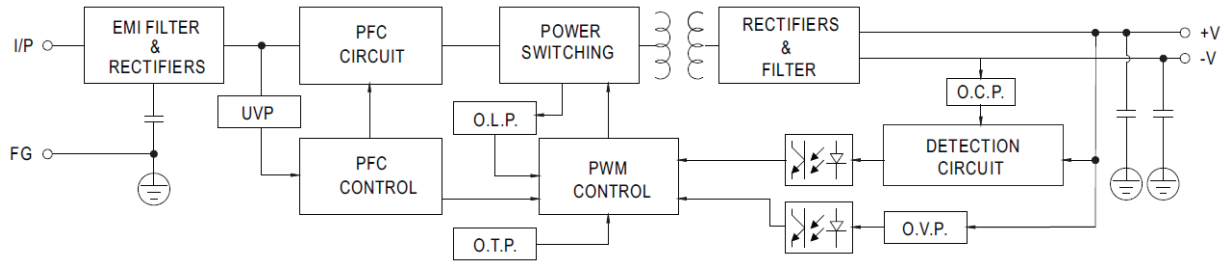 I/P
EMI FILTER
&
RECTIFIERS
PFC
CIRCUIT
POWER
SWITCHING
RECTIFIERS
&
FILTER
+V
-V
UVP
O.L.P.
O.C.P.
FG
PFC
CONTROL
PWM
CONTROL
DETECTION
CIRCUIT
O.T.P.
O.V.P.